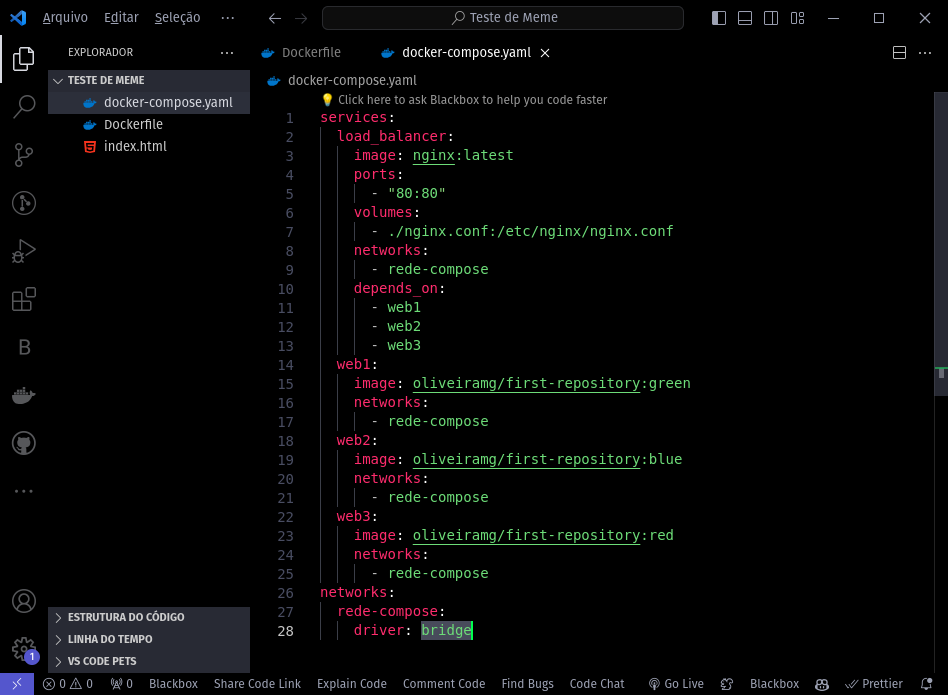 Arquivo Editar Seleção ··· Teste de Meme
EXPLORADOR ···
Dockerfile docker-compose.yaml
TESTE DE MEME
docker-compose.yaml
Dockerfile
index.html
docker-compose.yaml
Click here to ask Blackbox to help you code faster
1 services:
2 load_balancer:
3 image: nginx:latest
4 ports:
5 - "80:80"
6 volumes:
7 - ./nginx.conf:/etc/nginx/nginx.conf
8 networks:
9 - rede-compose
10 depends_on:
11 - web1
12 - web2
13 - web3
14 web1:
15 image: oliveiramg/first-repository:green
16 networks:
17 - rede-compose
18 web2:
19 image: oliveiramg/first-repository:blue
20 networks:
21 - rede-compose
22 web3:
23 image: oliveiramg/first-repository:red
24 networks:
25 - rede-compose
26 networks:
27 rede-compose:
28 driver: bridge
B
ESTRUTURA DO CÓDIGO
LINHA DO TEMPO
VS CODE PETS
1
0 0 0 Blackbox Share Code Link Explain Code Comment Code Find Bugs Code Chat Go Live Blackbox Prettier